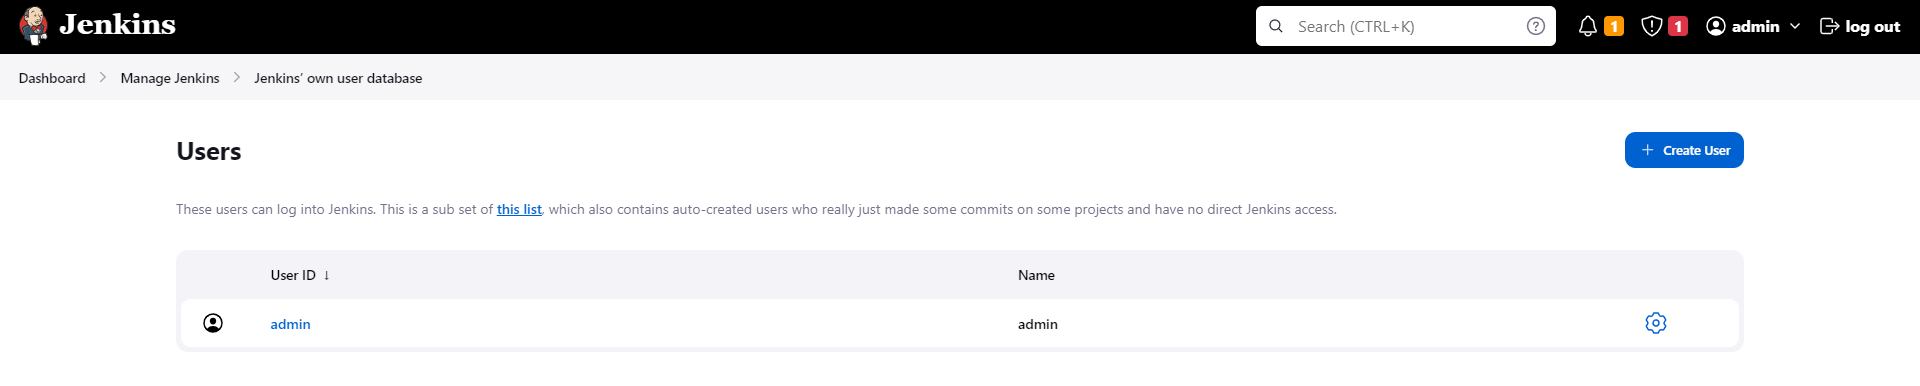 Jenkins
Search (CTRL+K)
1
1
admin
log out
Dashboard
Manage Jenkins
Jenkins’ own user database
Users
Create User
These users can log into Jenkins. This is a sub set of this list, which also contains auto-created users who really just made some commits on some projects and have no direct Jenkins access.
User ID ↓
Name
admin
admin